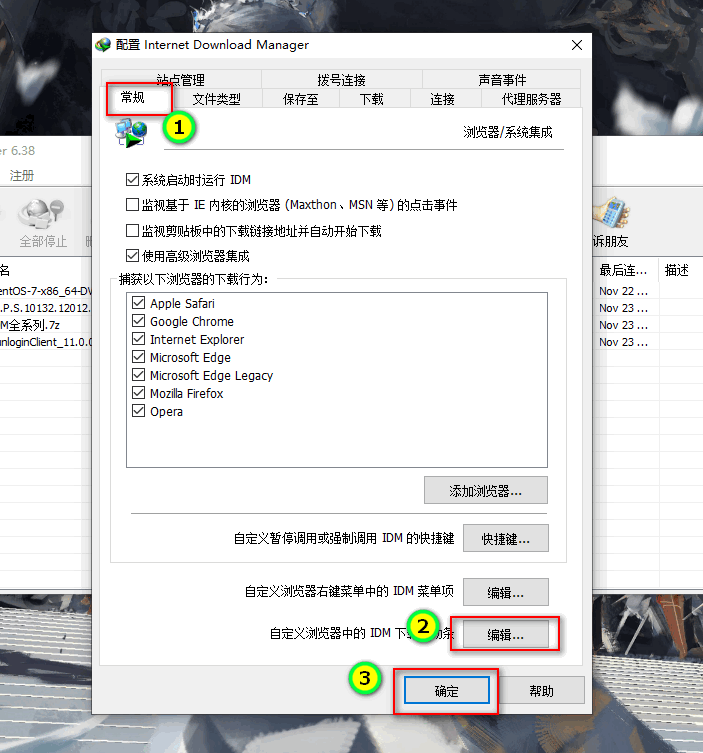 配置 Internet Download Manager
站点管理 拨号连接 声音事件
常规 文件类型 保存至 下载 连接 代理服务器
1
浏览器/系统集成
er 6.38
注册
系统启动时运行 IDM
监视基于 IE 内核的浏览器 (Maxthon、MSN 等) 的点击事件
监视剪贴板中的下载链接地址并自动开始下载
全部停止
诉朋友
使用高级浏览器集成
名
最后连... 描述
捕获以下浏览器的下载行为:
entOS-7-x86_64-DV
Nov 22 ...
.P.S.10132.12012.
Nov 23 ...
M全系列.7z
Nov 23 ...
unloginClient_11.0.0
Nov 23 ...
Apple Safari
Google Chrome
Internet Explorer
Microsoft Edge
Microsoft Edge Legacy
Mozilla Firefox
Opera
添加浏览器...
自定义暂停调用或强制调用 IDM 的快捷键 快捷键...
自定义浏览器右键菜单中的 IDM 菜单项 编辑...
自定义浏览器中的 IDM 下 2 条 编辑...
3 确定 帮助